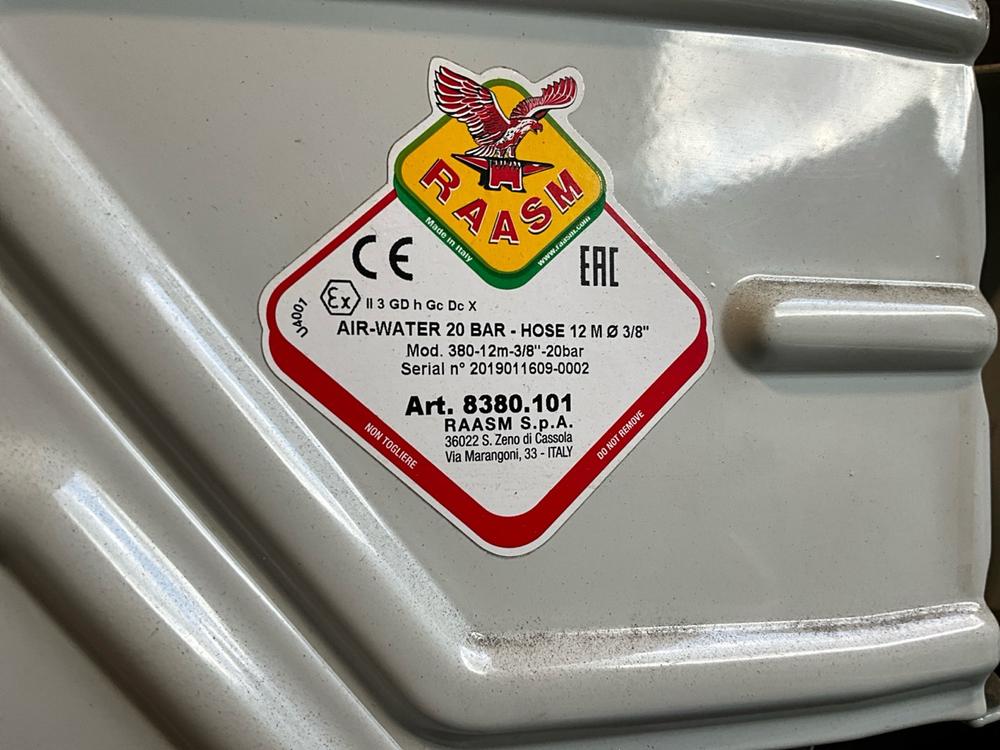 RAASM
Made in Italy
www.raasm.com
CE
EAC
Ex II 3 GD h Gc Dc X
UA001
AIR-WATER 20 BAR - HOSE 12 M Ø 3/8"
Mod. 380-12m-3/8"-20bar
Serial n° 2019011609-0002
Art. 8380.101
RAASM S.p.A.
36022 S. Zeno di Cassola
Via Marangoni, 33 - ITALY
NON TOGLIERE
DO NOT REMOVE